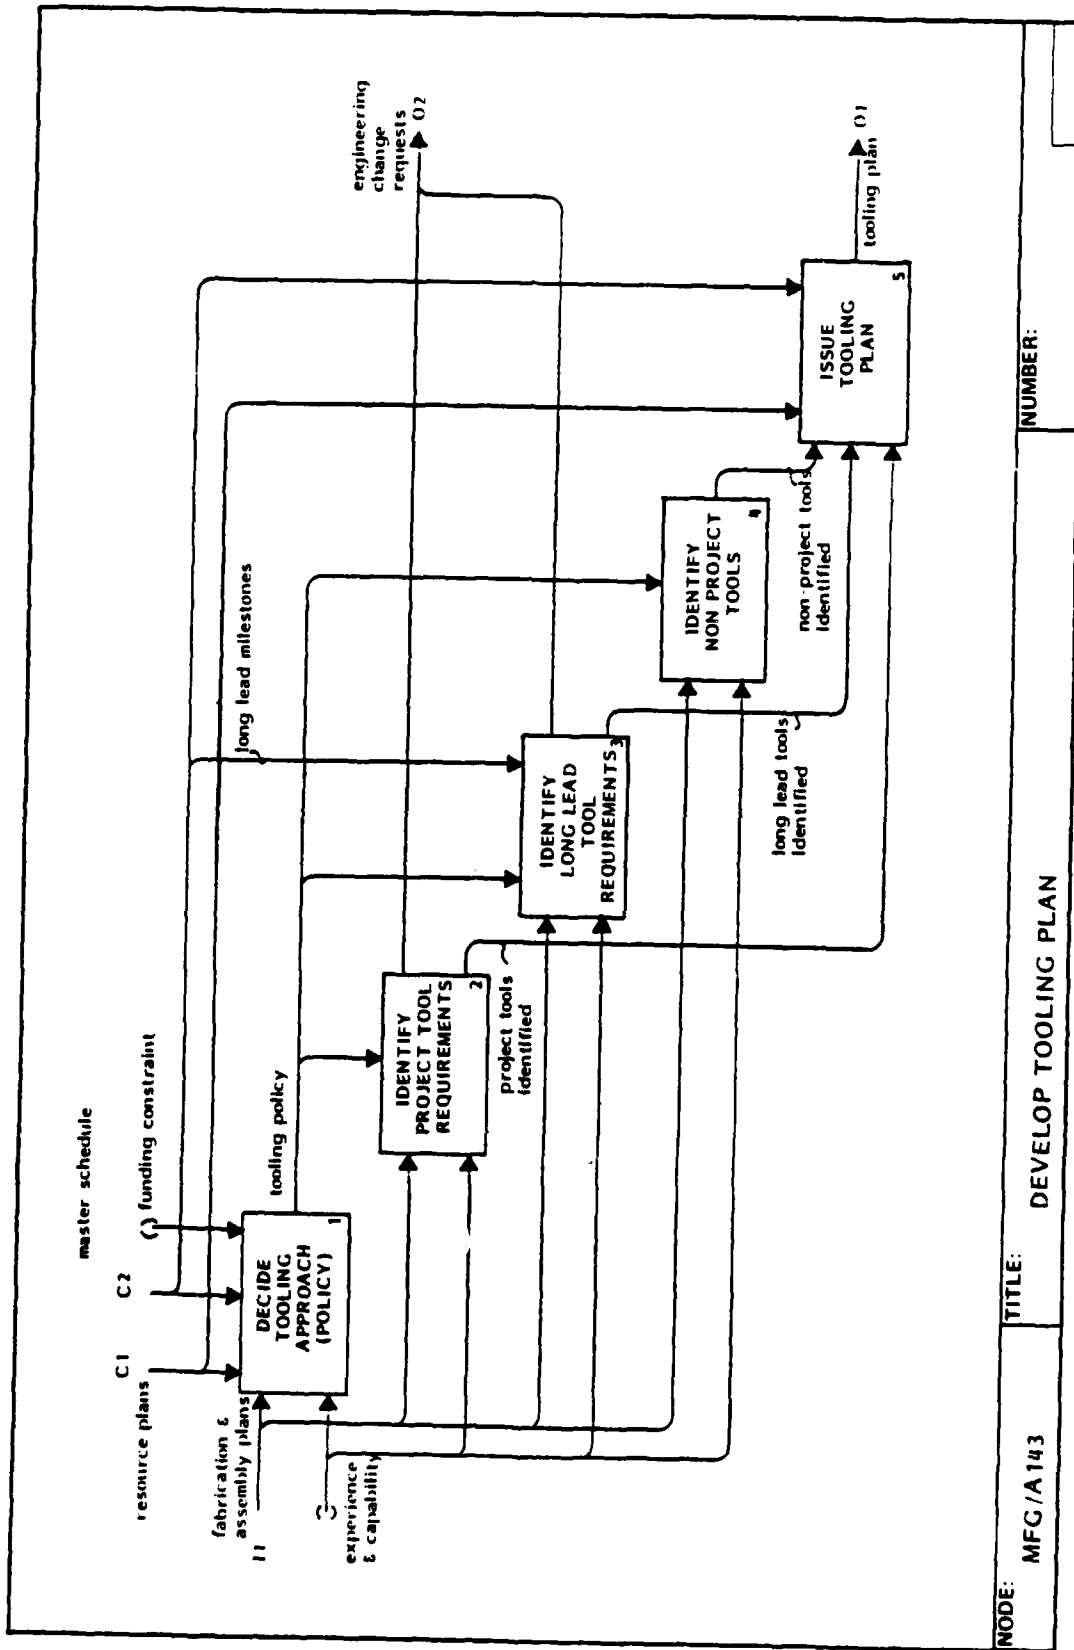 master schedule
C1
C2
( ) funding constraint
resource plans
fabrication &
assembly plans
I1
experience
& capability
DECIDE
TOOLING
APPROACH
(POLICY)
1
tooling policy
long lead milestones
IDENTIFY
PROJECT TOOL
REQUIREMENTS
2
project tools
identified
IDENTIFY
LONG LEAD
TOOL
REQUIREMENTS
3
long lead tools
identified
IDENTIFY
NON PROJECT
TOOLS
4
non-project tools
identified
ISSUE
TOOLING
PLAN
5
engineering
change
requests
O2
O1
tooling plan
NODE:
MFG/A143
TITLE:
DEVELOP TOOLING PLAN
NUMBER: